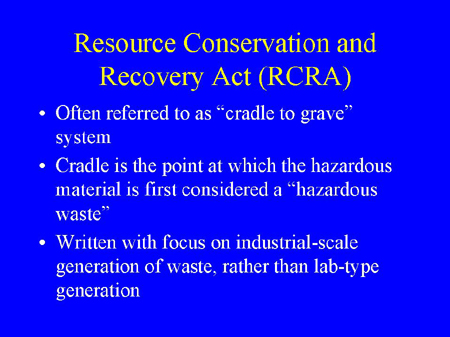 Resource Conservation and
Recovery Act (RCRA)
• Often referred to as “cradle to grave”
system
• Cradle is the point at which the hazardous
material is first considered a “hazardous
waste”
• Written with focus on industrial-scale
generation of waste, rather than lab-type
generation